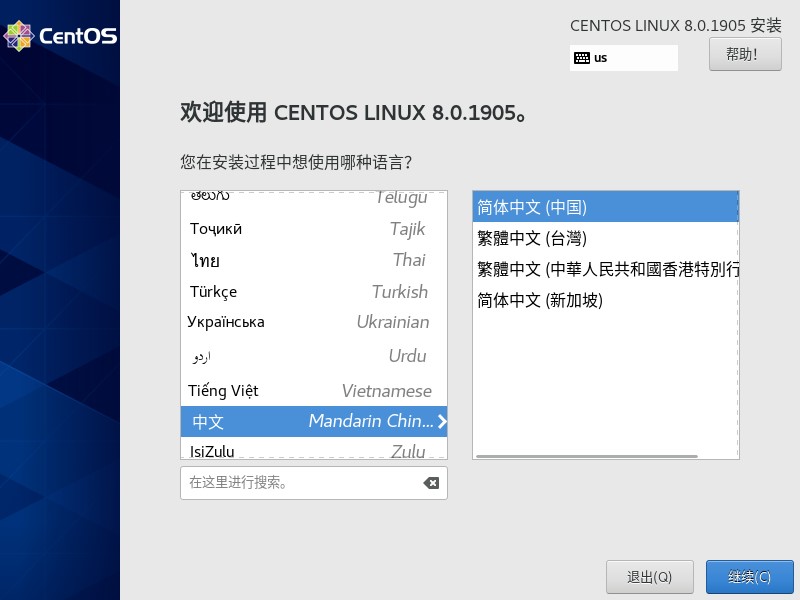 CentOS
CENTOS LINUX 8.0.1905 安装
us
帮助!
欢迎使用 CENTOS LINUX 8.0.1905。
您在安装过程中想使用哪种语言？
తెలుగు Telugu
Тоҷикӣ Tajik
ไทย Thai
Türkçe Turkish
Українська Ukrainian
اردو Urdu
Tiếng Việt Vietnamese
中文 Mandarin Chin...
IsiZulu Zulu
简体中文 (中国)
繁體中文 (台灣)
繁體中文 (中華人民共和國香港特別行
简体中文 (新加坡)
在这里进行搜索。
退出(Q)
继续(C)